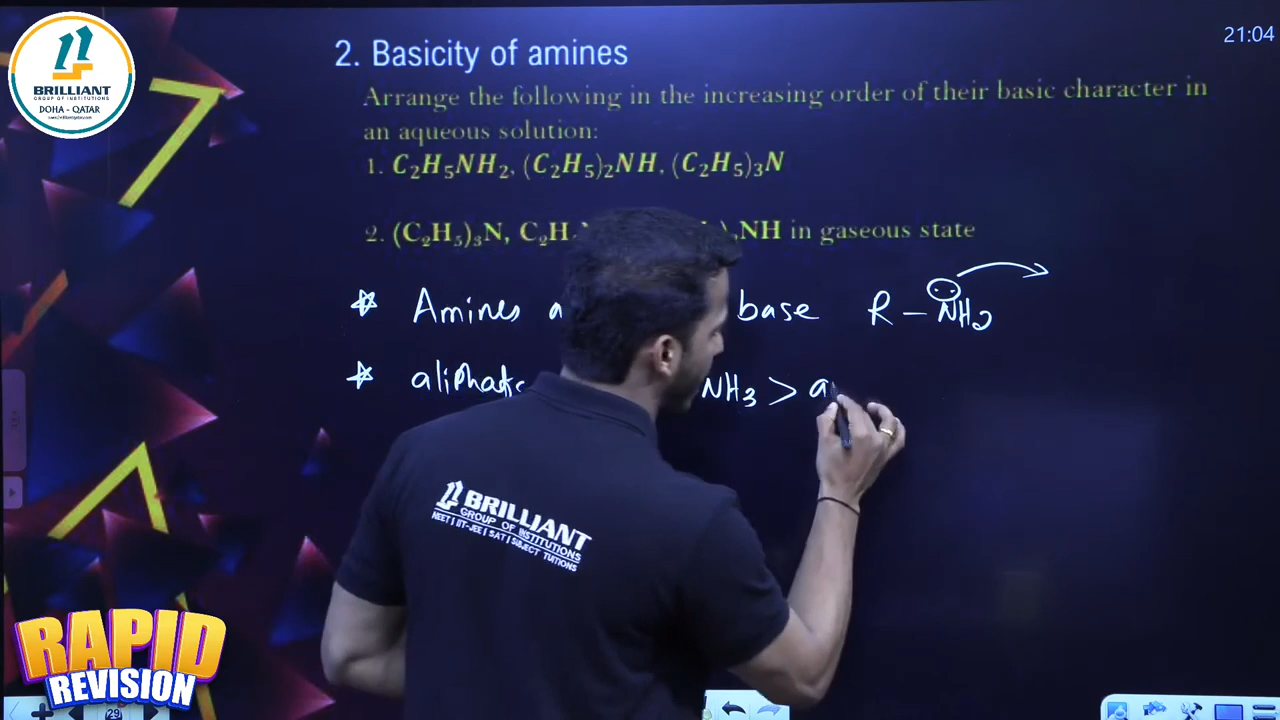 BRILLIANT
GROUP OF INSTITUTIONS
DOHA - QATAR
21:04
2. Basicity of amines
Arrange the following in the increasing order of their basic character in
an aqueous solution:
1. C₂H₅NH₂, (C₂H₅)₂NH, (C₂H₅)₃N
2. (C₂H₅)₃N, C₂H NH in gaseous state
Amines a base R – NH₂
aliphatic NH₃ > a
BRILLIANT
GROUP OF INSTITUTIONS
NEET | IIT-JEE | SAT | SUBJECT TUITIONS
RAPID
REVISION
29